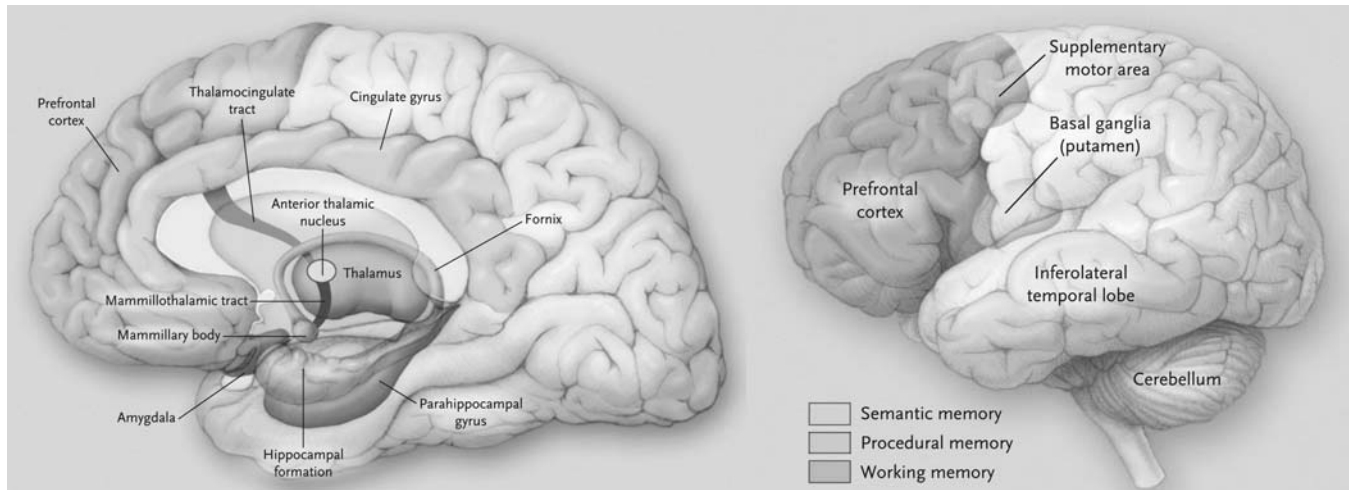 Prefrontal
cortex
Thalamocingulate
tract
Cingulate gyrus
Anterior thalamic
nucleus
Fornix
Thalamus
Mammillothalamic tract
Mammillary body
Amygdala
Parahippocampal
gyrus
Hippocampal
formation
Supplementary
motor area
Basal ganglia
(putamen)
Prefrontal
cortex
Inferolateral
temporal lobe
Cerebellum
Semantic memory
Procedural memory
Working memory